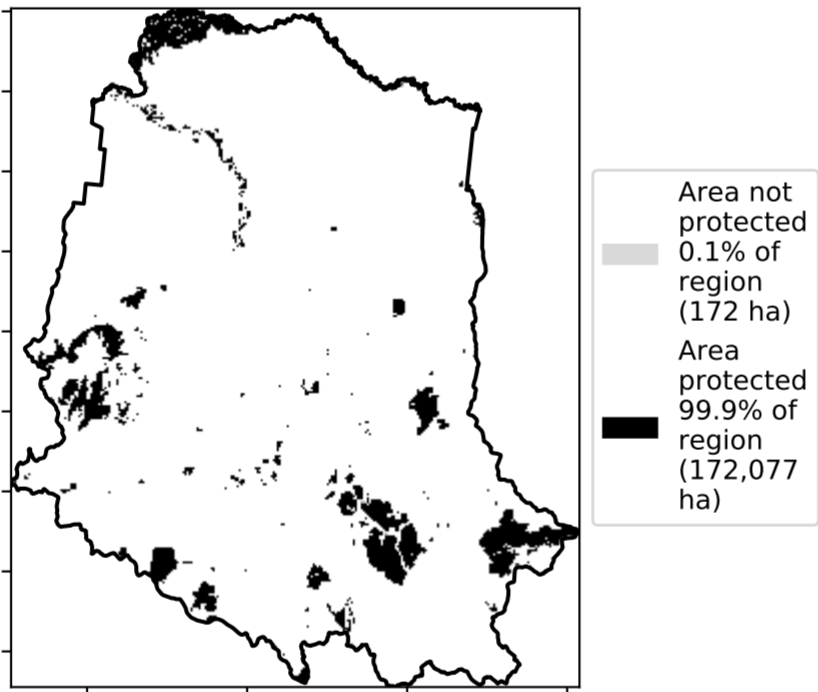 Area not
protected
0.1% of
region
(172 ha)
Area
protected
99.9% of
region
(172,077
ha)